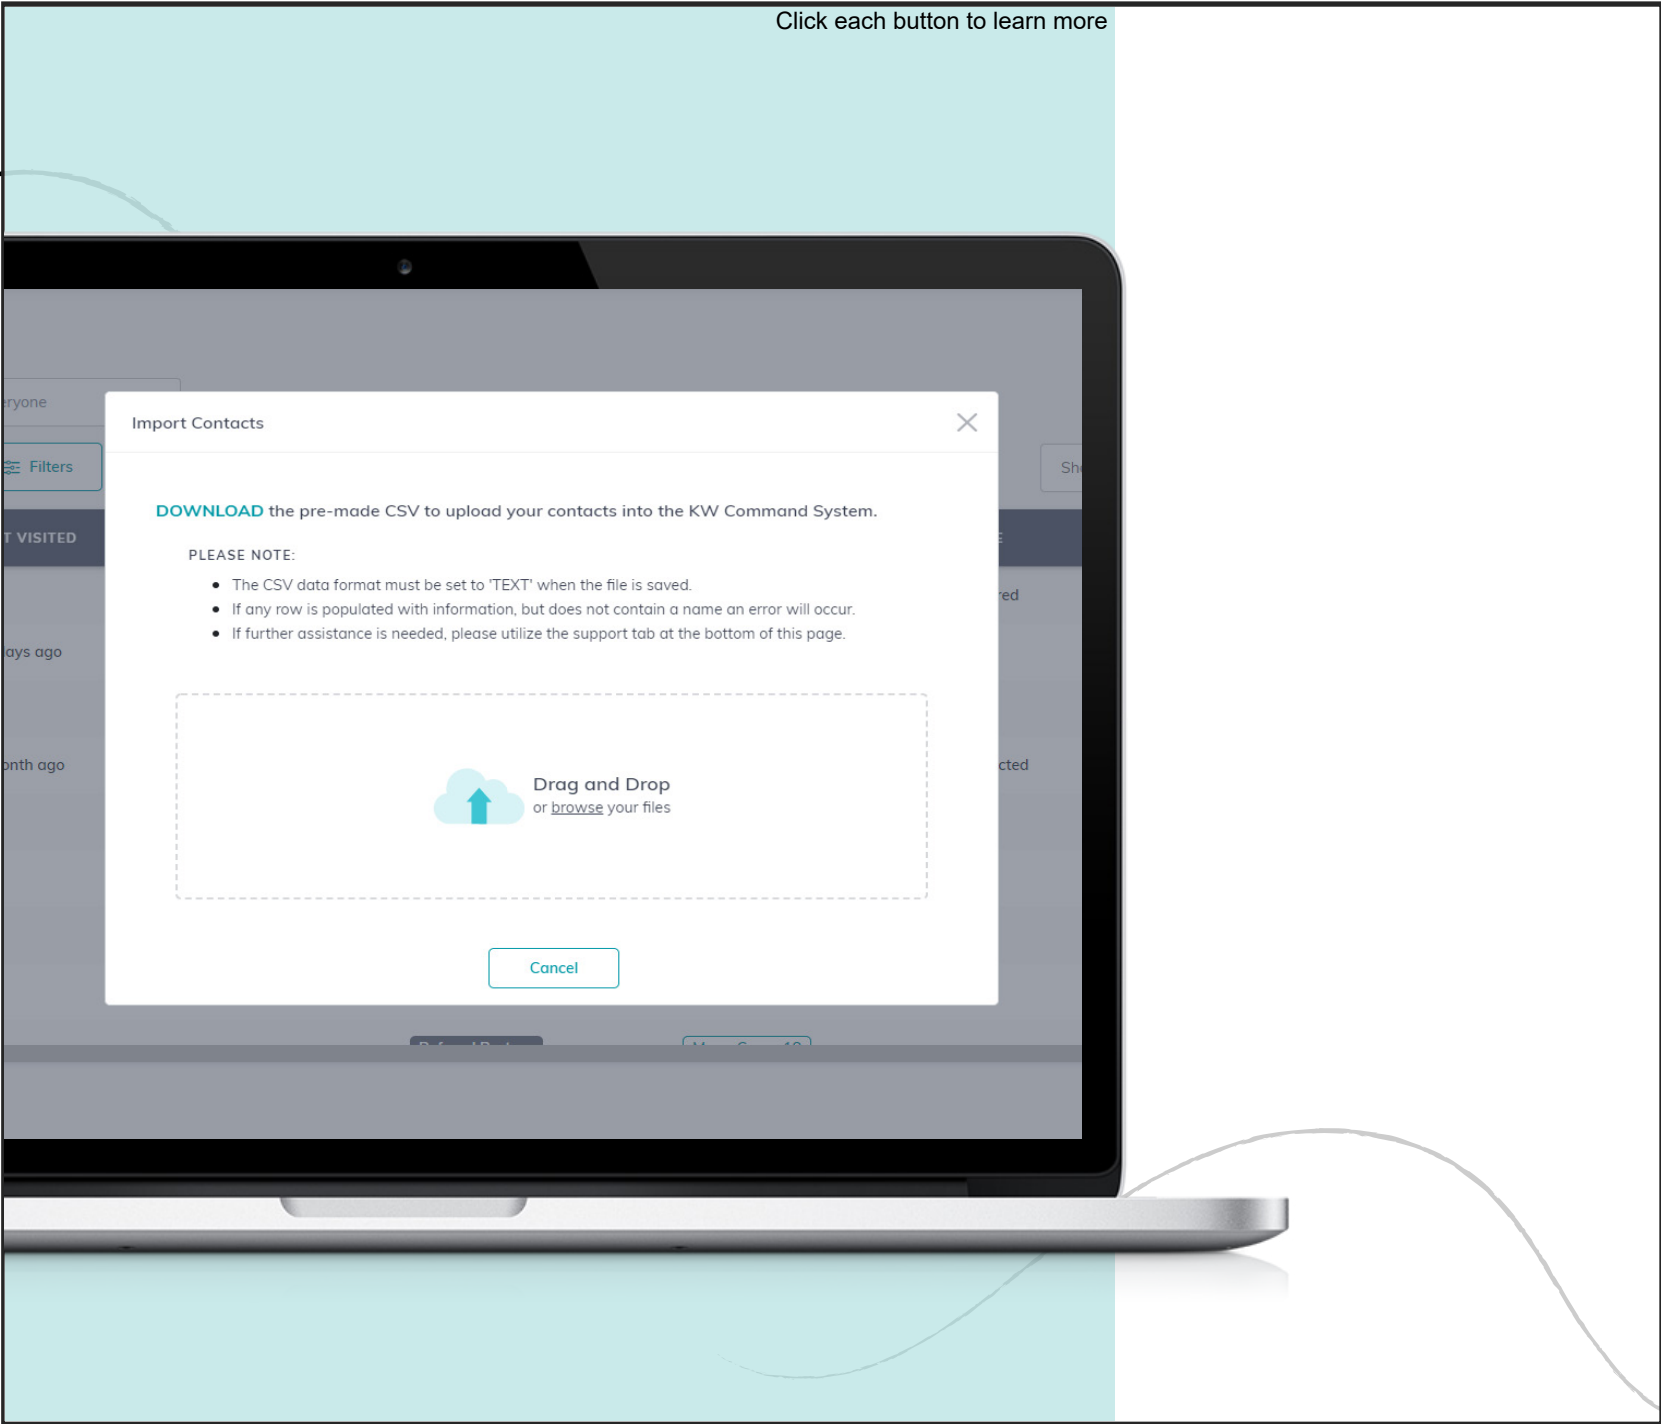 Click each button to learn more
eryone
Import Contacts
Filters
DOWNLOAD the pre-made CSV to upload your contacts into the KW Command System.
T VISITED
PLEASE NOTE:
• The CSV data format must be set to 'TEXT' when the file is saved.
• If any row is populated with information, but does not contain a name an error will occur.
red
• If further assistance is needed, please utilize the support tab at the bottom of this page.
ays ago
onth ago
cted
Drag and Drop
or browse your files
Cancel